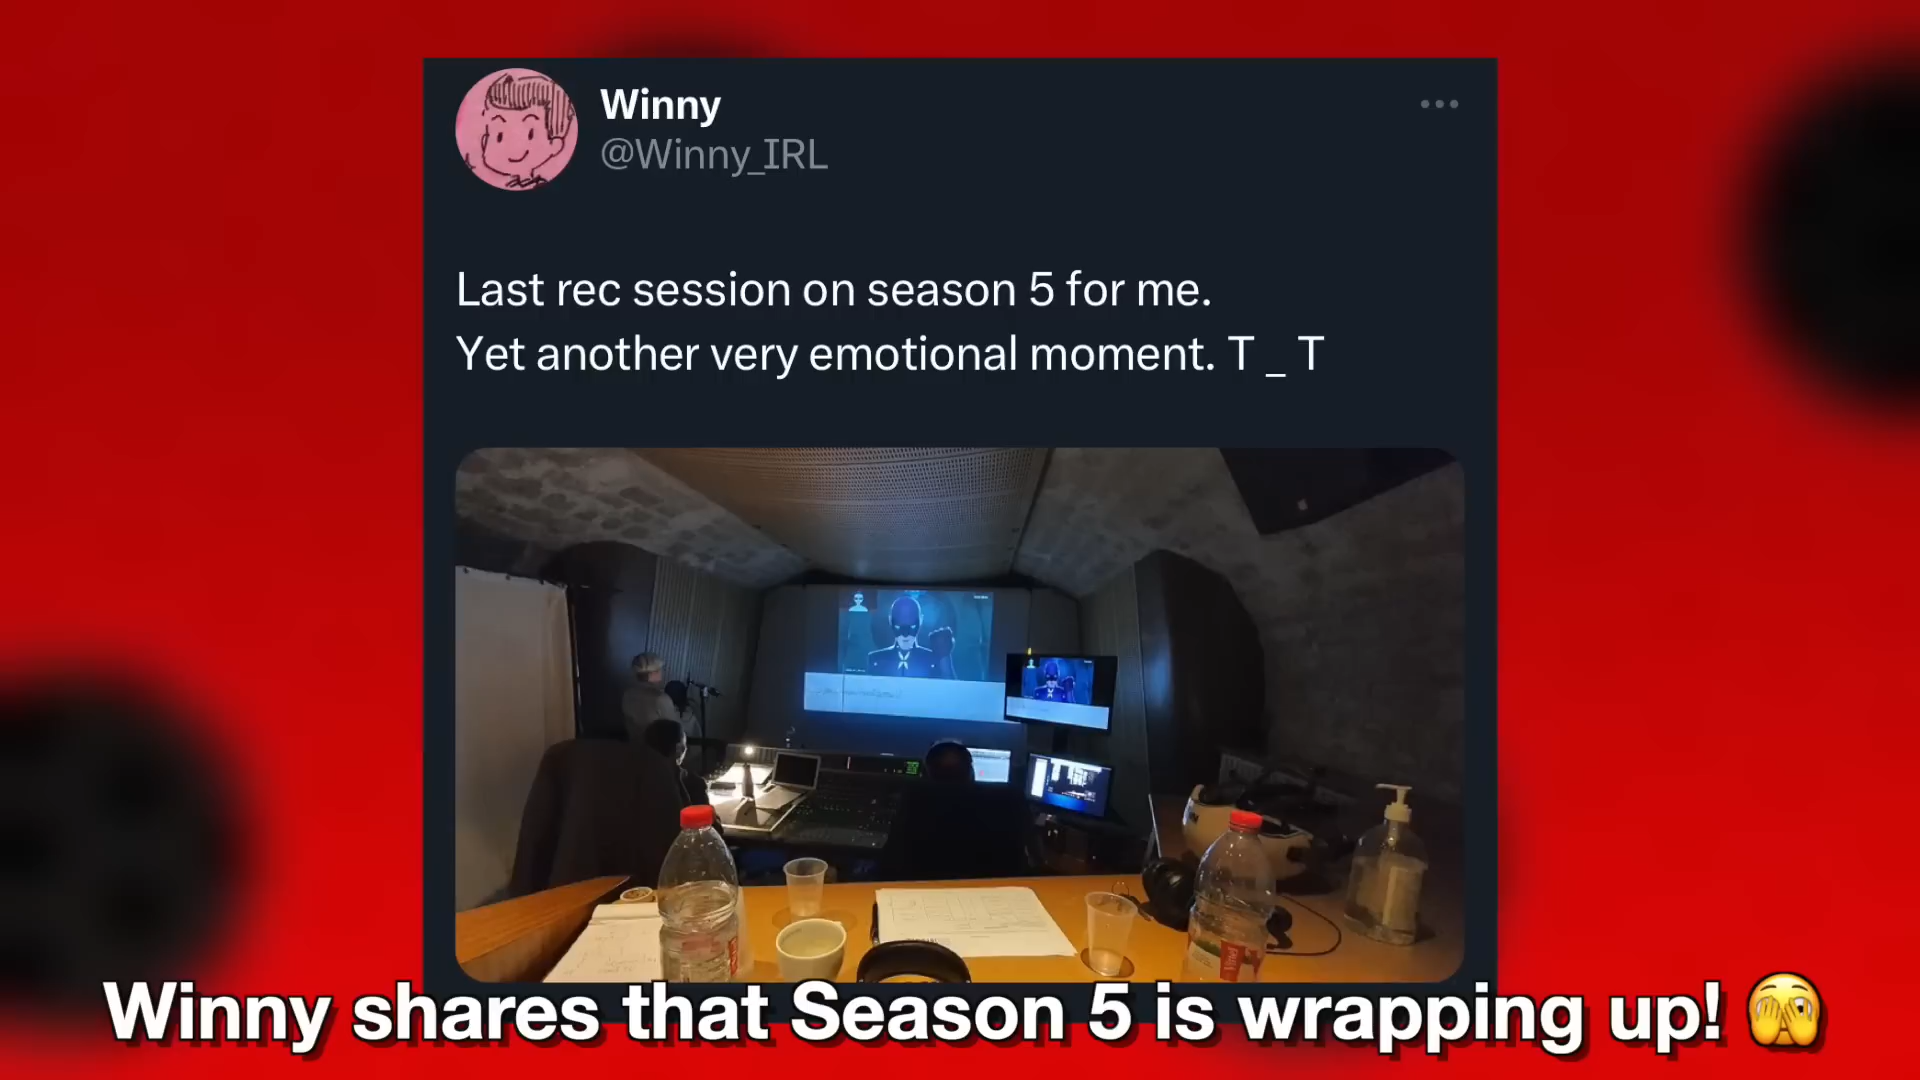 Winny
@Winny_IRL
Last rec session on season 5 for me.
Yet another very emotional moment. T _ T
Winny shares that Season 5 is wrapping up! 🫣